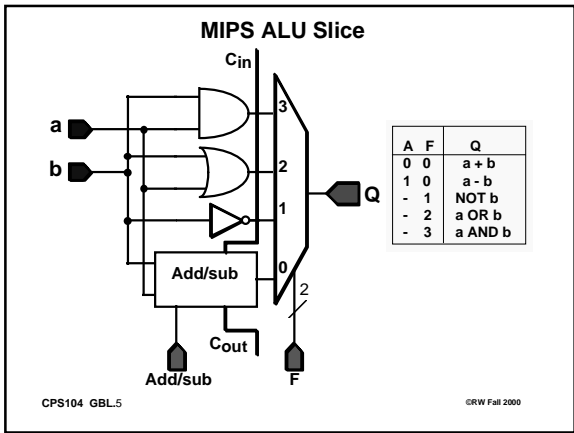 MIPS ALU Slice
Cin
a
b
3
2
1
0
Add/sub
Q
2
Cout
Add/sub
F
A F Q
0 0 a + b
1 0 a - b
- 1 NOT b
- 2 a OR b
- 3 a AND b
CPS104 GBL.5
©RW Fall 2000